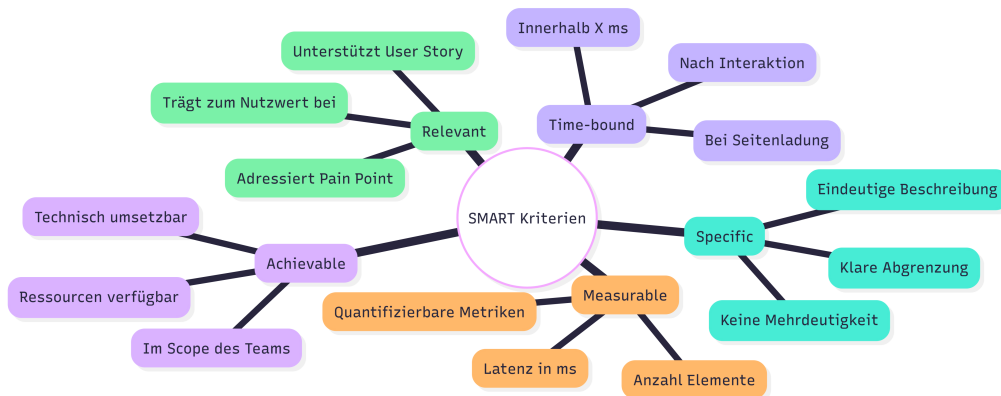 SMART Kriterien
Specific
Eindeutige Beschreibung
Klare Abgrenzung
Keine Mehrdeutigkeit
Measurable
Quantifizierbare Metriken
Latenz in ms
Anzahl Elemente
Achievable
Technisch umsetzbar
Ressourcen verfügbar
Im Scope des Teams
Relevant
Unterstützt User Story
Trägt zum Nutzwert bei
Adressiert Pain Point
Time-bound
Innerhalb X ms
Nach Interaktion
Bei Seitenladung